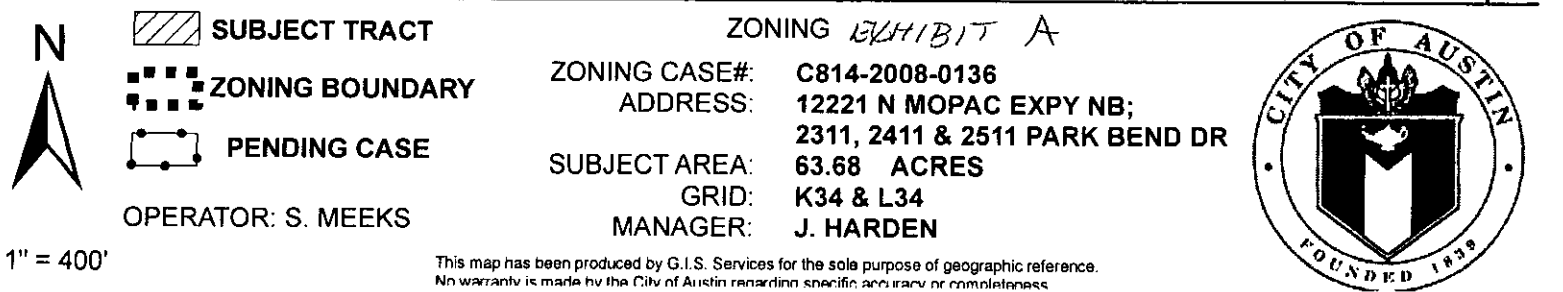 N
SUBJECT TRACT
ZONING BOUNDARY
PENDING CASE
OPERATOR: S. MEEKS
1" = 400'
ZONING EXHIBIT A
ZONING CASE#: C814-2008-0136
ADDRESS: 12221 N MOPAC EXPY NB;
2311, 2411 & 2511 PARK BEND DR
SUBJECT AREA: 63.68 ACRES
GRID: K34 & L34
MANAGER: J. HARDEN
This map has been produced by G.I.S. Services for the sole purpose of geographic reference.
No warranty is made by the City of Austin regarding specific accuracy or completeness
CITY OF AUSTIN
FOUNDED 1839